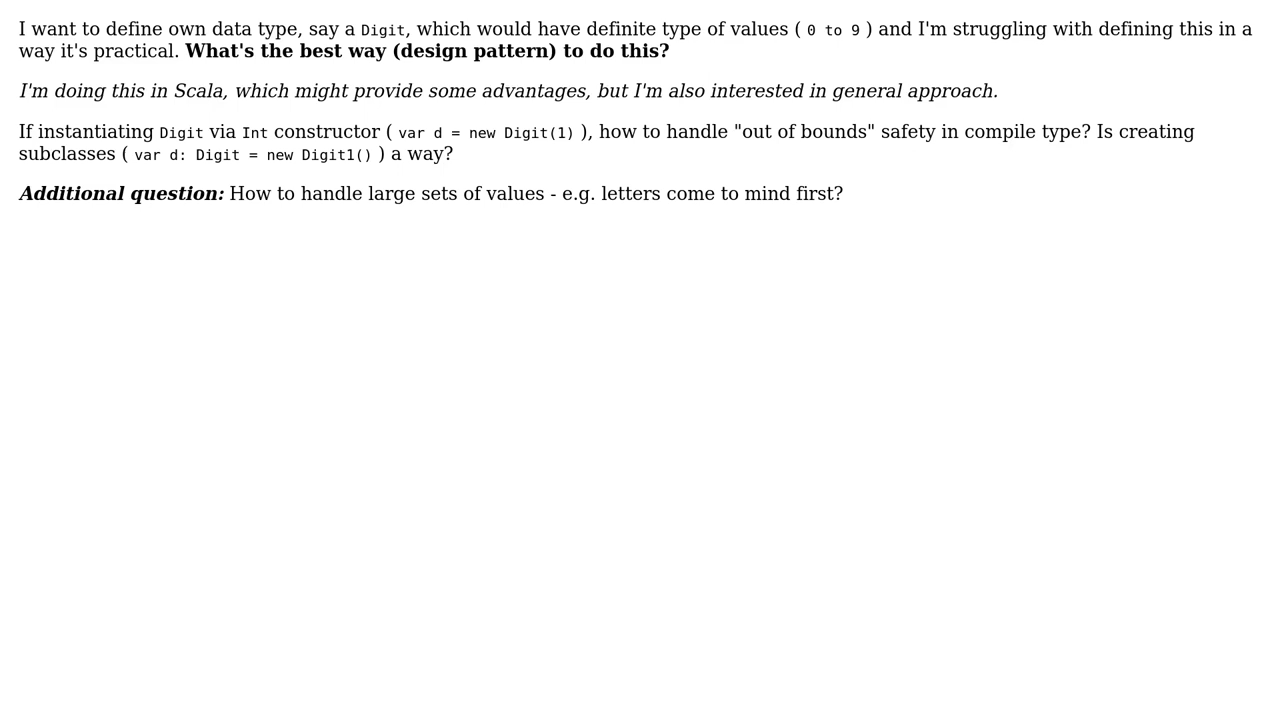 I want to define own data type, say a Digit, which would have definite type of values ( 0 to 9 ) and I'm struggling with defining this in a
way it's practical. What's the best way (design pattern) to do this?
I'm doing this in Scala, which might provide some advantages, but I'm also interested in general approach.
If instantiating Digit via Int constructor ( var d = new Digit(1) ), how to handle "out of bounds" safety in compile type? Is creating
subclasses ( var d: Digit = new Digit1() ) a way?
Additional question: How to handle large sets of values - e.g. letters come to mind first?